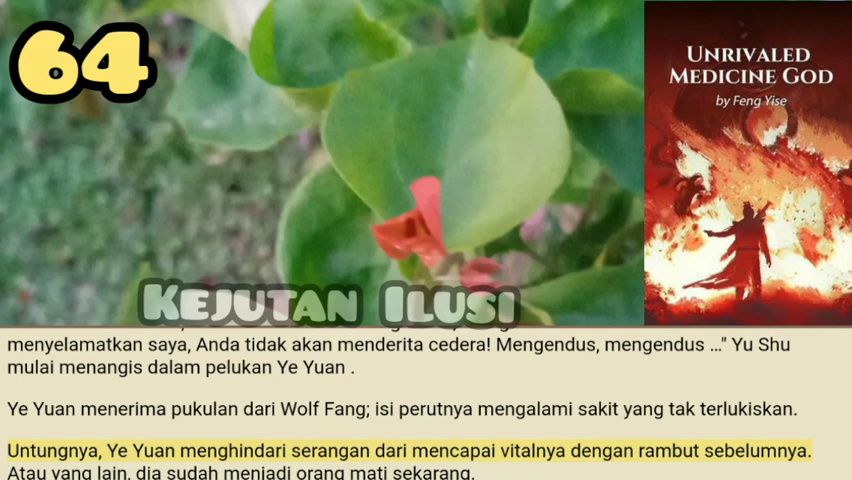 64
UNRIVALED
MEDICINE GOD
by Feng Yise
KEJUTAN ILUSI
menyelamatkan saya, Anda tidak akan menderita cedera! Mengendus, mengendus ..." Yu Shu
mulai menangis dalam pelukan Ye Yuan .
Ye Yuan menerima pukulan dari Wolf Fang; isi perutnya mengalami sakit yang tak terlukiskan.
Untungnya, Ye Yuan menghindari serangan dari mencapai vitalnya dengan rambut sebelumnya.
Atau yang lain, dia sudah menjadi orang mati sekarang.